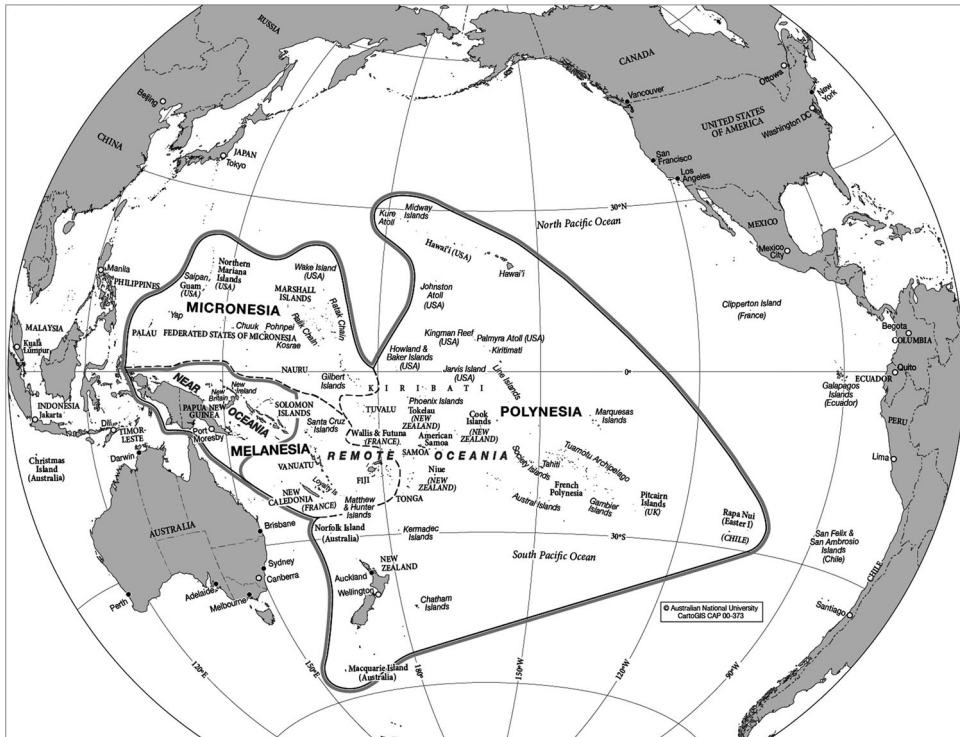 RUSSIA
CANADA
Ottowa
Vancouver
New
York
UNITED STATES
OF AMERICA
Washington DC
Beijing
CHINA
JAPAN
Tokyo
San
Francisco
Los
Angeles
30°N
Midway
Islands
Kure
Atoll
North Pacific Ocean
MEXICO
Mexico
City
Hawai'i (USA)
Hawai'i
Manila
PHILIPPINES
Northern
Mariana
Islands
(USA)
Saipan
Guam
(USA)
Wake Island
(USA)
MARSHALL
ISLANDS
Johnston
Atoll
(USA)
Clipperton Island
(France)
MICRONESIA
Yap
Ratak Chain
Ralik Chain
Chuuk
Pohnpei
PALAU
FEDERATED STATES OF MICRONESIA
Kosrae
Kingman Reef
(USA)
Palmyra Atoll (USA)
Kiritimati
Howland &
Baker Islands
(USA)
Jarvis Island
(USA)
Line Islands
0°
MALAYSIA
Kuala
Lumpur
Bogota
COLUMBIA
Quito
ECUADOR
Galapagos
Islands
(Ecuador)
PERU
Lima
NAURU
Gilbert
Islands
KIRIBATI
INDONESIA
Jakarta
NEAR
OCEANIA
New
Britain
New
Ireland
PAPUA NEW
GUINEA
Port
Moresby
SOLOMON
ISLANDS
Santa Cruz
Islands
TUVALU
Phoenix Islands
Tokelau
(NEW
ZEALAND)
Cook
Islands
(NEW
ZEALAND)
POLYNESIA
Marquesas
Islands
Dili
TIMOR-
LESTE
Christmas
Island
(Australia)
Darwin
MELANESIA
Wallis & Futuna
(FRANCE)
American
Samoa
SAMOA
REMOTE OCEANIA
VANUATU
FIJI
Niue
(NEW
ZEALAND)
TONGA
Society Islands
Tahiti
Tuamotu Archipelago
French
Polynesia
Austral Islands
Gambier
Islands
Pitcairn
Islands
(UK)
Loyalty Is
NEW
CALEDONIA
(FRANCE)
Matthew
& Hunter
Islands
Rapa Nui
(Easter I)
(CHILE)
AUSTRALIA
Brisbane
Norfolk Island
(Australia)
Kermadec
Islands
30°S
South Pacific Ocean
San Felix &
San Ambrosio
Islands
(Chile)
CHILE
Santiago
Sydney
Canberra
Adelaide
Melbourne
Perth
NEW
ZEALAND
Auckland
Wellington
Chatham
Islands
© Australian National University
CartoGIS CAP 00-373
Macquarie Island
(Australia)
120°E
150°E
180°
150°W
120°W
90°W